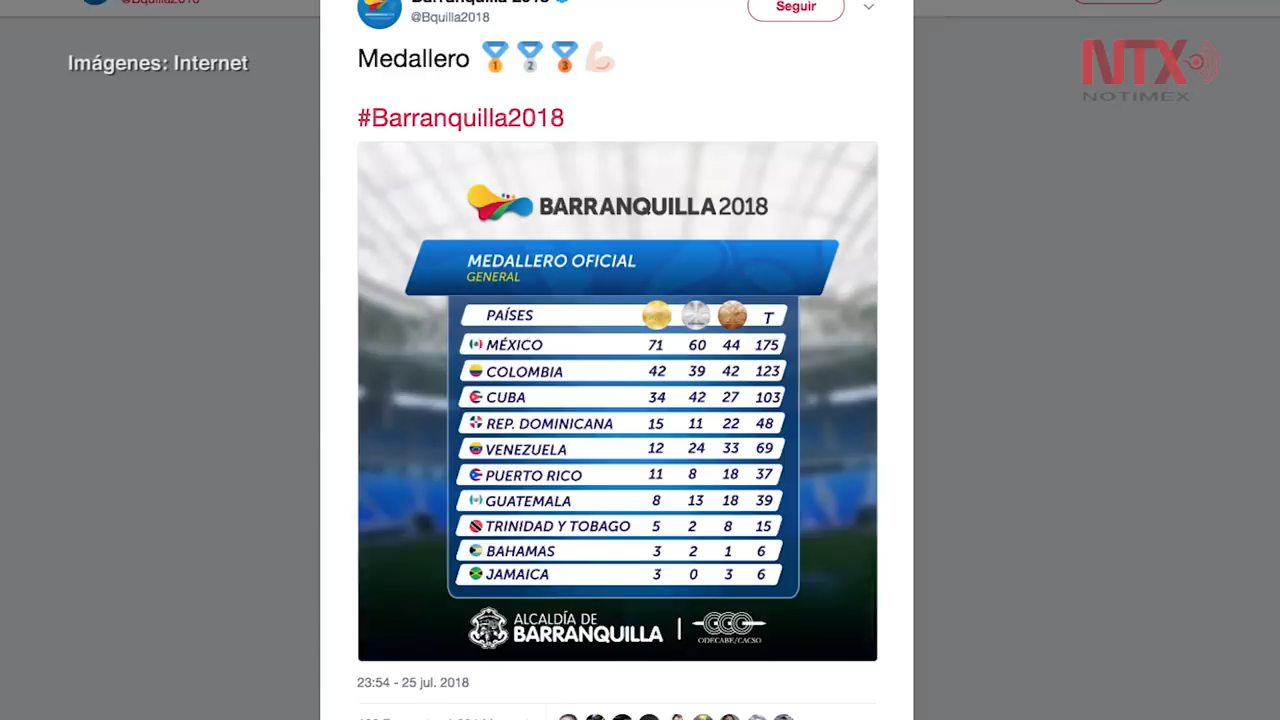 Barranquilla 2018
@Bquilla2018
Seguir
Imágenes: Internet
NTX
NOTIMEX
Medallero
#Barranquilla2018
BARRANQUILLA 2018
MEDALLERO OFICIAL
GENERAL
PAÍSES T
MÉXICO 71 60 44 175
COLOMBIA 42 39 42 123
CUBA 34 42 27 103
REP. DOMINICANA 15 11 22 48
VENEZUELA 12 24 33 69
PUERTO RICO 11 8 18 37
GUATEMALA 8 13 18 39
TRINIDAD Y TOBAGO 5 2 8 15
BAHAMAS 3 2 1 6
JAMAICA 3 0 3 6
ALCALDÍA DE
BARRANQUILLA
ODECABE/CACSO
23:54 - 25 jul. 2018